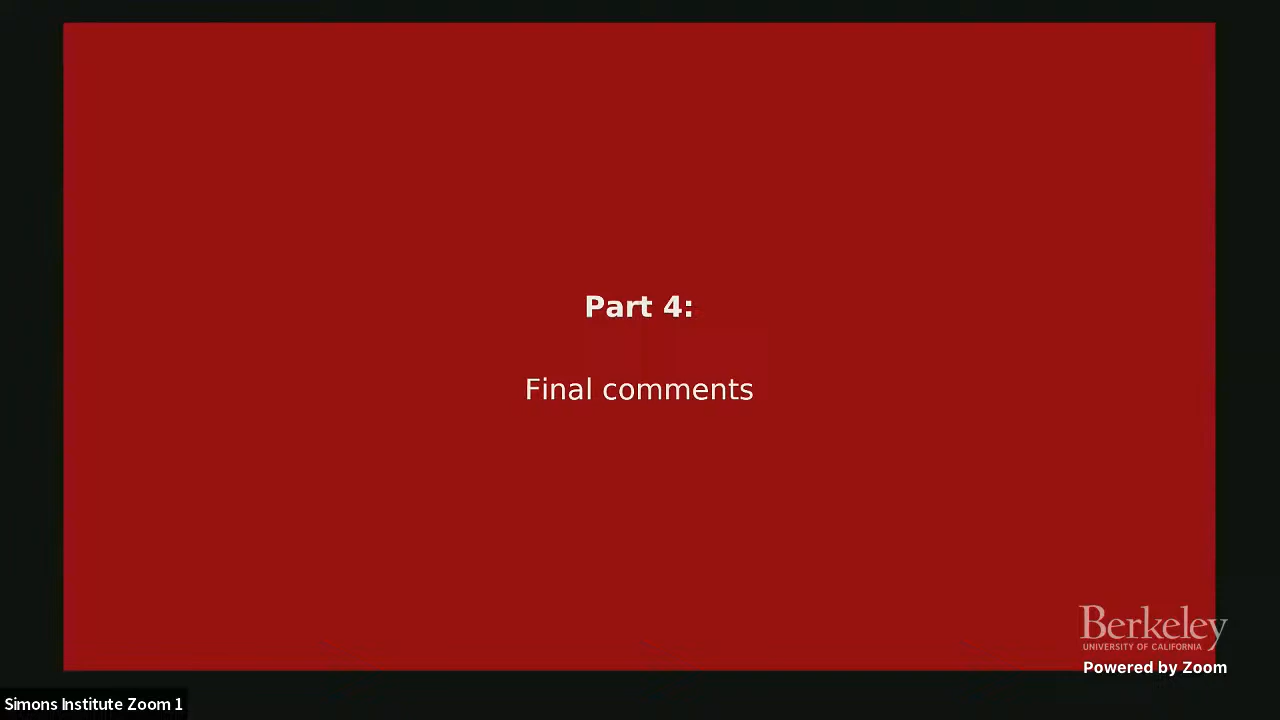 Part 4:
Final comments
Berkeley
UNIVERSITY OF CALIFORNIA
Powered by Zoom
Simons Institute Zoom 1